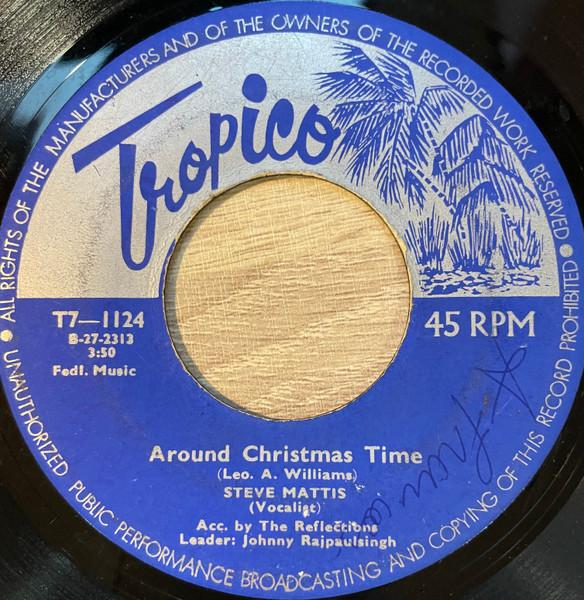 ALL RIGHTS OF THE MANUFACTURERS AND OF THE OWNERS OF THE RECORDED WORK RESERVED
Tropico
T7—1124
B-27-2313
3:50
Fedl. Music
45 RPM
Around Christmas Time
(Leo. A. Williams)
STEVE MATTIS
(Vocalist)
Acc. by The Reflections
Leader: Johnny Rajpaulsingh
UNAUTHORIZED PUBLIC PERFORMANCE BROADCASTING AND COPYING OF THIS RECORD PROHIBITED